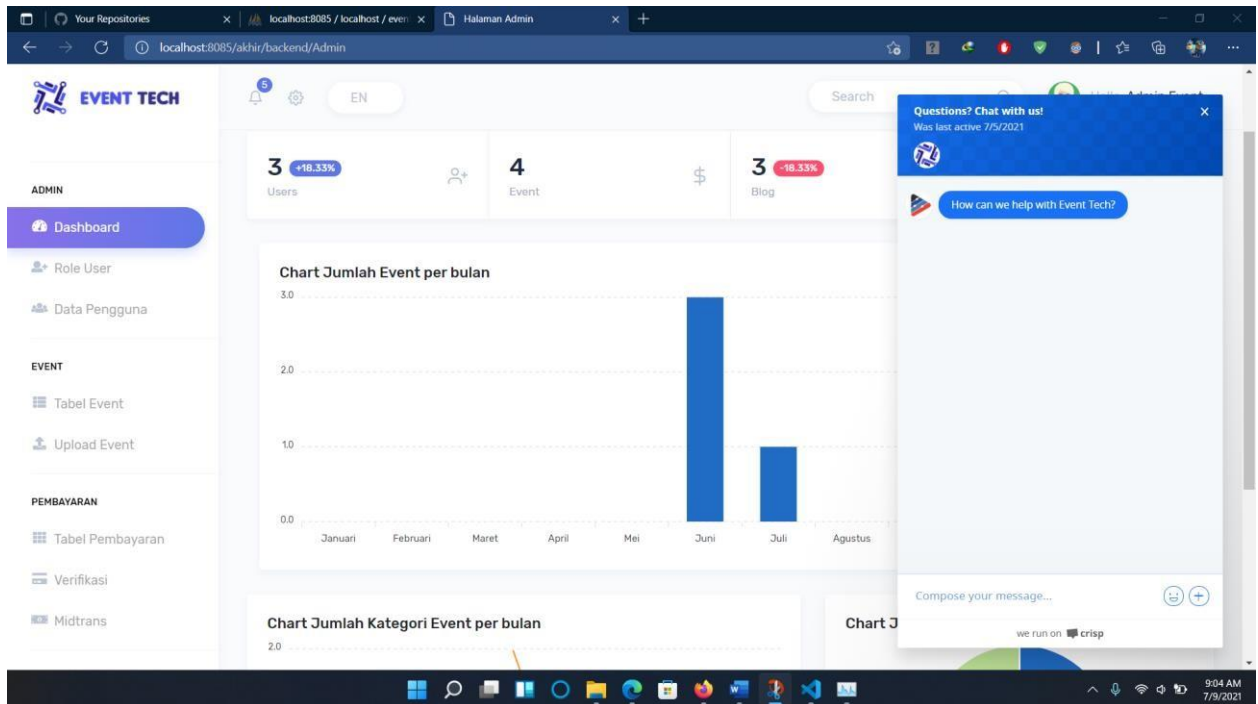 Your Repositories
localhost:8085 / localhost / even
Halaman Admin
localhost:8085/akhir/backend/Admin
EVENT TECH
5
EN
Search
Admin Event
ADMIN
Dashboard
Role User
Data Pengguna
EVENT
Tabel Event
Upload Event
PEMBAYARAN
Tabel Pembayaran
Verifikasi
Midtrans
3 +18.33%
Users
4
Event
$
3 -18.33%
Blog
Chart Jumlah Event per bulan
3.0
2.0
1.0
0.0
Januari Februari Maret April Mei Juni Juli Agustus
Chart Jumlah Kategori Event per bulan
2.0
Chart J
Questions? Chat with us!
Was last active 7/5/2021
How can we help with Event Tech?
Compose your message...
we run on crisp
9:04 AM
7/9/2021